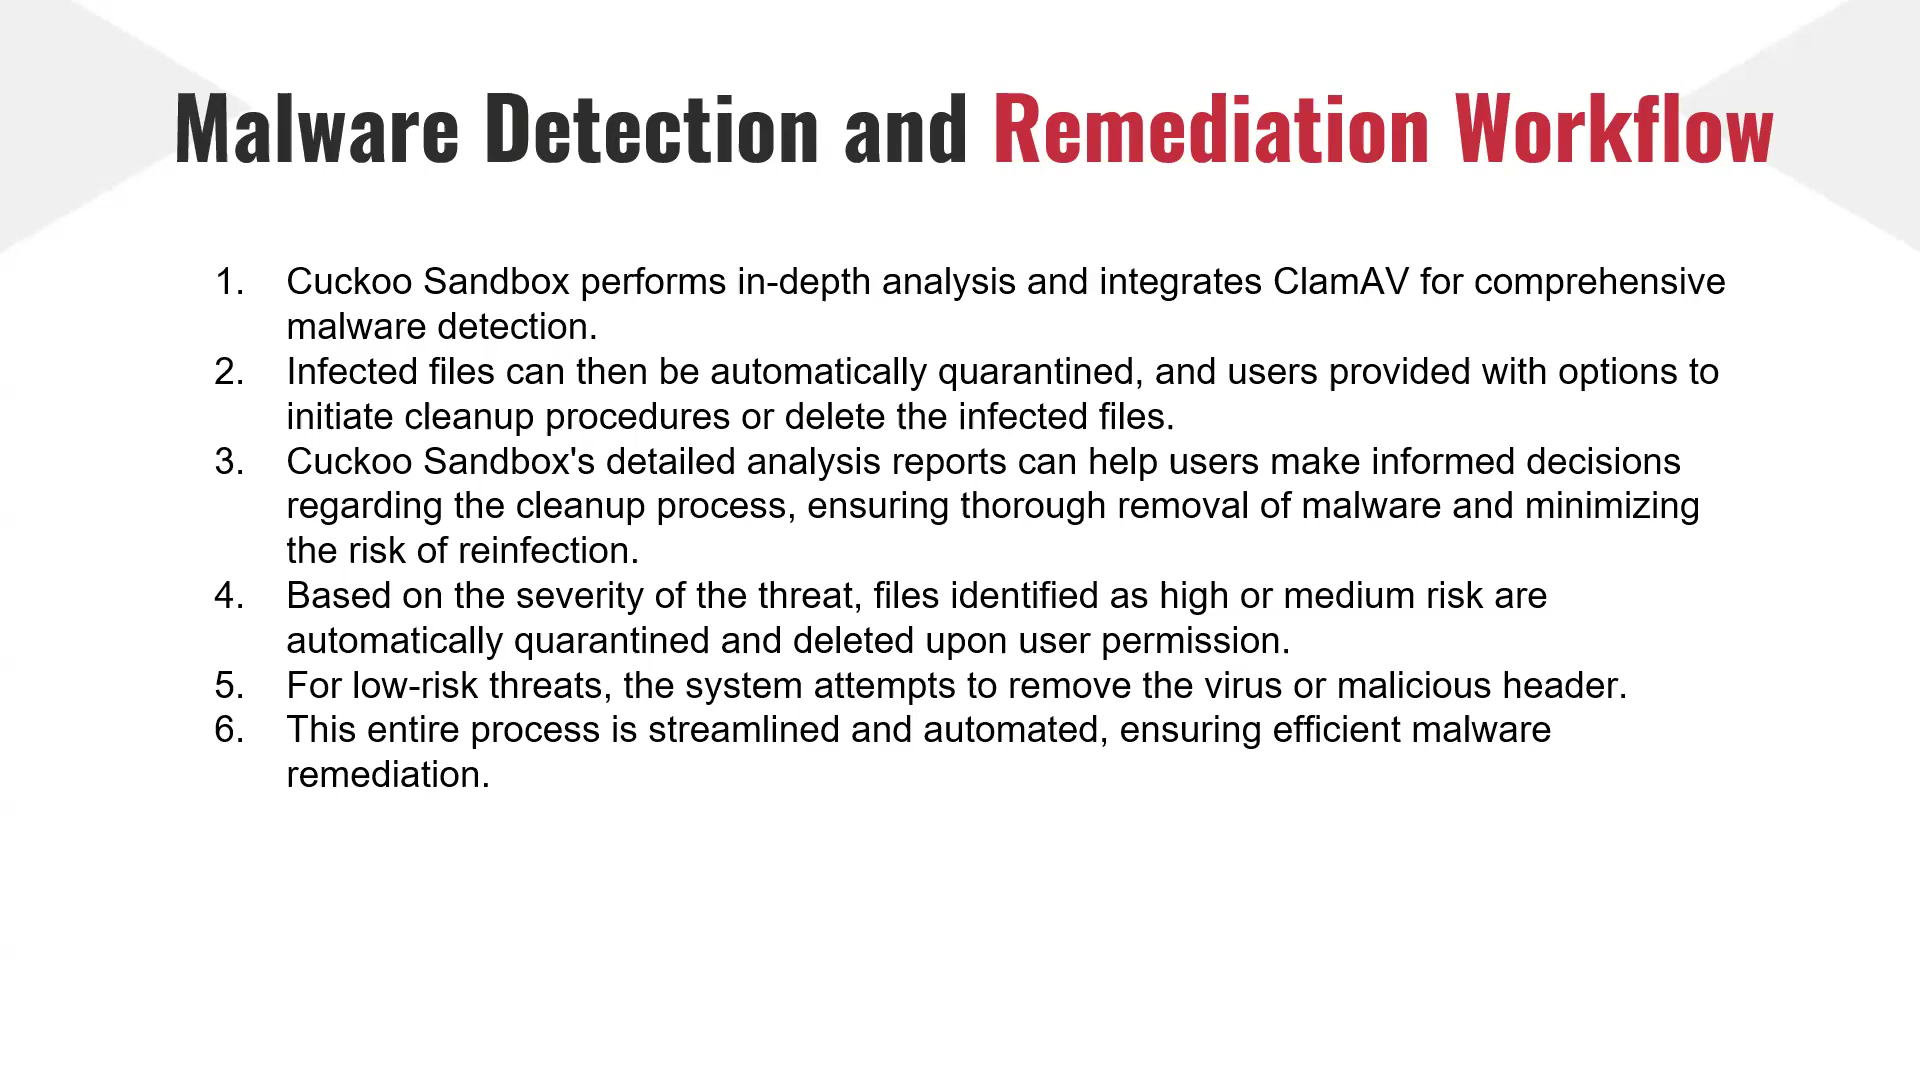 Malware Detection and Remediation Workflow
1. Cuckoo Sandbox performs in-depth analysis and integrates ClamAV for comprehensive
malware detection.
2. Infected files can then be automatically quarantined, and users provided with options to
initiate cleanup procedures or delete the infected files.
3. Cuckoo Sandbox's detailed analysis reports can help users make informed decisions
regarding the cleanup process, ensuring thorough removal of malware and minimizing
the risk of reinfection.
4. Based on the severity of the threat, files identified as high or medium risk are
automatically quarantined and deleted upon user permission.
5. For low-risk threats, the system attempts to remove the virus or malicious header.
6. This entire process is streamlined and automated, ensuring efficient malware
remediation.